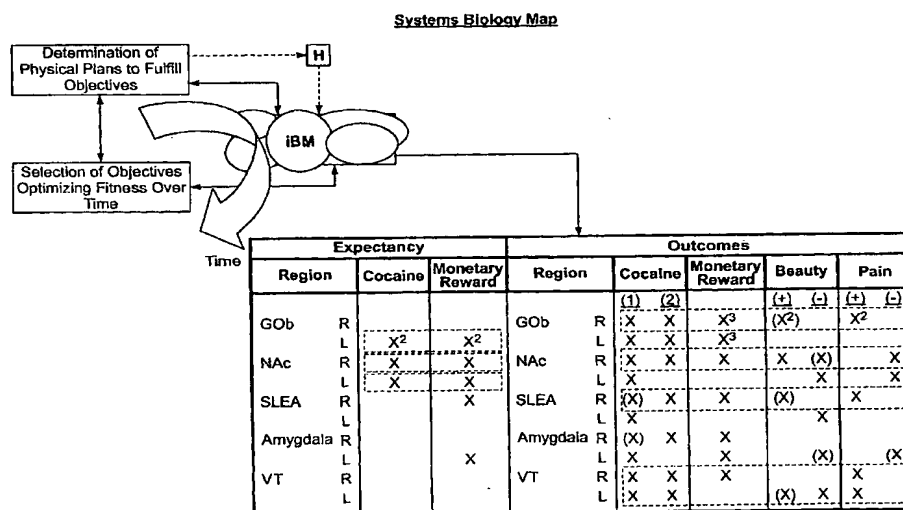 Systems Biology Map
Determination of
Physical Plans to Fulfill
Objectives
H
iBM
Selection of Objectives
Optimizing Fitness Over
Time
Time
Expectancy Outcomes
Region Cocaine Monetary Reward Region Cocaine Monetary Reward Beauty Pain
(1) (2) (+) (-) (+) (-)
GOb R GOb R X X X³ (X²) X²
L X² X² L X X X³
NAc R X X NAc R X X X X (X) X
L X X L X X X
SLEA R X SLEA R (X) X X (X) X
L L X X
Amygdala R Amygdala R (X) X X
L X L X X (X) (X)
VT R VT R X X X X
L L X X (X) X X